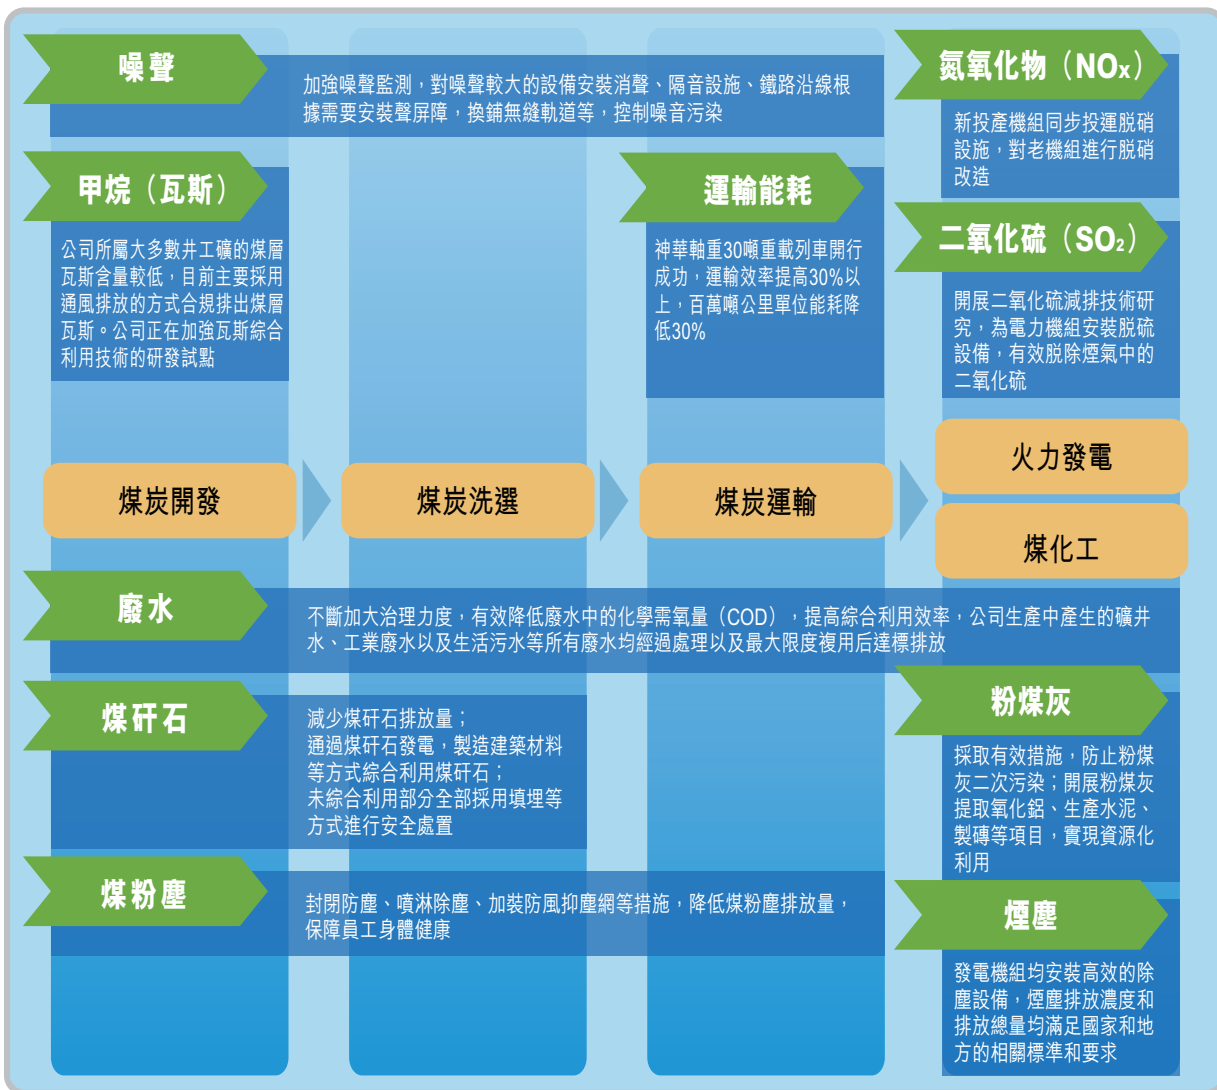 噪聲
加強噪聲監測，對噪聲較大的設備安裝消聲、隔音設施、鐵路沿線根
據需要安裝聲屏障，換鋪無縫軌道等，控制噪音污染
氮氧化物（NOx）
新投產機組同步投運脫硝
設施，對老機組進行脫硝
改造
甲烷（瓦斯）
公司所屬大多數井工礦的煤層
瓦斯含量較低，目前主要採用
通風排放的方式合規排出煤層
瓦斯。公司正在加強瓦斯綜合
利用技術的研發試點
運輸能耗
神華軸重30噸重載列車開行
成功，運輸效率提高30%以
上，百萬噸公里單位能耗降
低30%
二氧化硫（SO₂）
開展二氧化硫減排技術研
究，為電力機組安裝脫硫
設備，有效脫除煙氣中的
二氧化硫
煤炭開發
煤炭洗選
煤炭運輸
火力發電
煤化工
廢水
不斷加大治理力度，有效降低廢水中的化學需氧量（COD），提高綜合利用效率，公司生產中產生的礦井
水、工業廢水以及生活污水等所有廢水均經過處理以及最大限度複用后達標排放
煤矸石
減少煤矸石排放量；
通過煤矸石發電，製造建築材料
等方式綜合利用煤矸石；
未綜合利用部分全部採用填埋等
方式進行安全處置
粉煤灰
採取有效措施，防止粉煤
灰二次污染；開展粉煤灰
提取氧化鋁、生產水泥、
製磚等項目，實現資源化
利用
煤粉塵
封閉防塵、噴淋除塵、加裝防風抑塵網等措施，降低煤粉塵排放量，
保障員工身體健康
煙塵
發電機組均安裝高效的除
塵設備，煙塵排放濃度和
排放總量均滿足國家和地
方的相關標準和要求